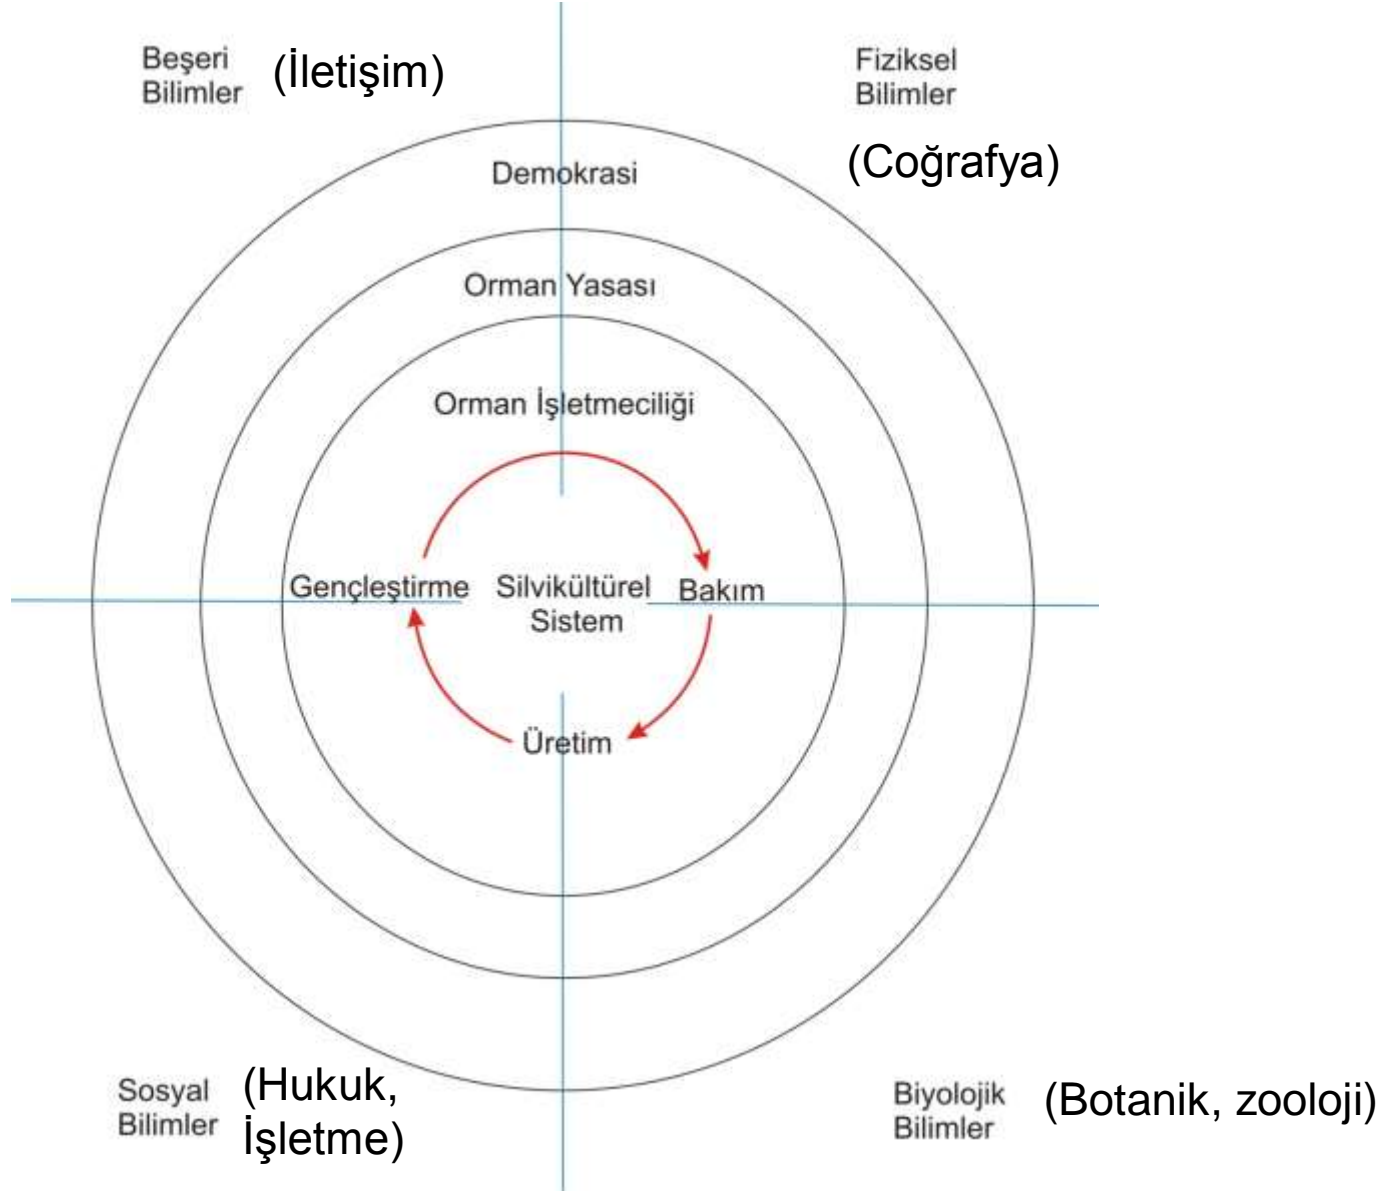 Beşeri
Bilimler
(İletişim)
Fiziksel
Bilimler
(Coğrafya)
Demokrasi
Orman Yasası
Orman İşletmeciliği
Gençleştirme
Silvikültürel
Sistem
Bakım
Üretim
Sosyal
Bilimler
(Hukuk,
İşletme)
Biyolojik
Bilimler
(Botanik, zooloji)